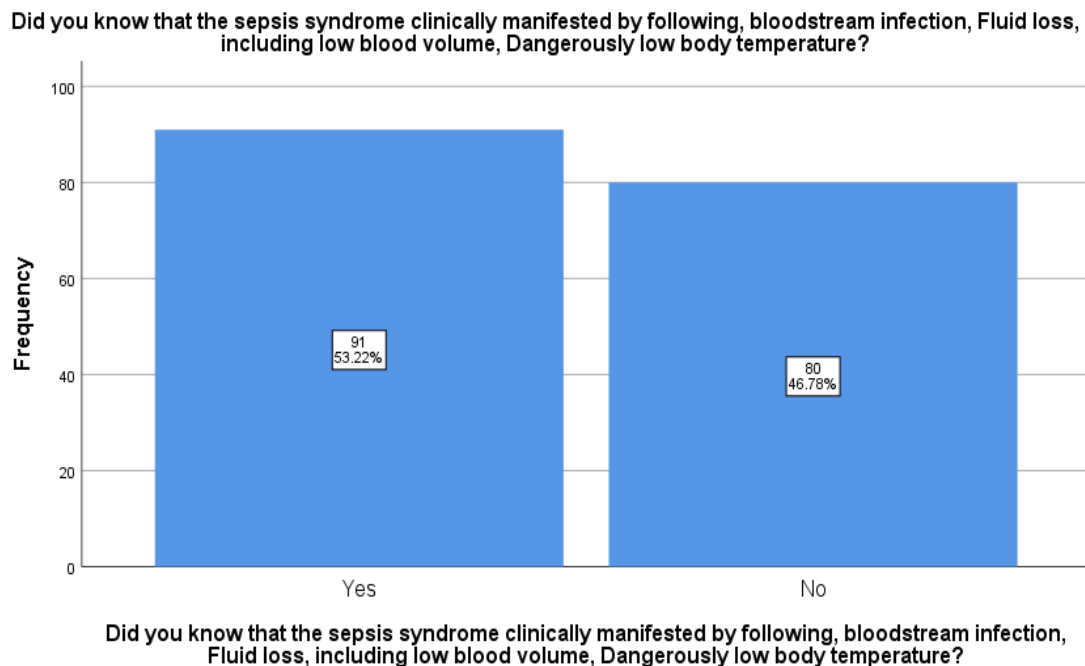 Did you know that the sepsis syndrome clinically manifested by following, bloodstream infection, Fluid loss,
including low blood volume, Dangerously low body temperature?
100
80
60
40
20
0
Frequency
91
53.22%
80
46.78%
Yes
No
Did you know that the sepsis syndrome clinically manifested by following, bloodstream infection,
Fluid loss, including low blood volume, Dangerously low body temperature?